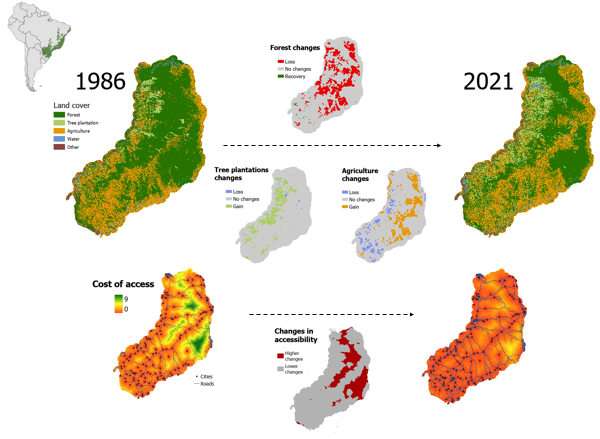 Forest changes
Loss
No changes
Recovery
1986
2021
Land cover
Forest
Tree plantation
Agriculture
Water
Other
Tree plantations
changes
Loss
No changes
Gain
Agriculture
changes
Loss
No changes
Gain
Cost of access
9
0
Cities
Roads
Changes in
accessibility
Higher
changes
Lower
changes